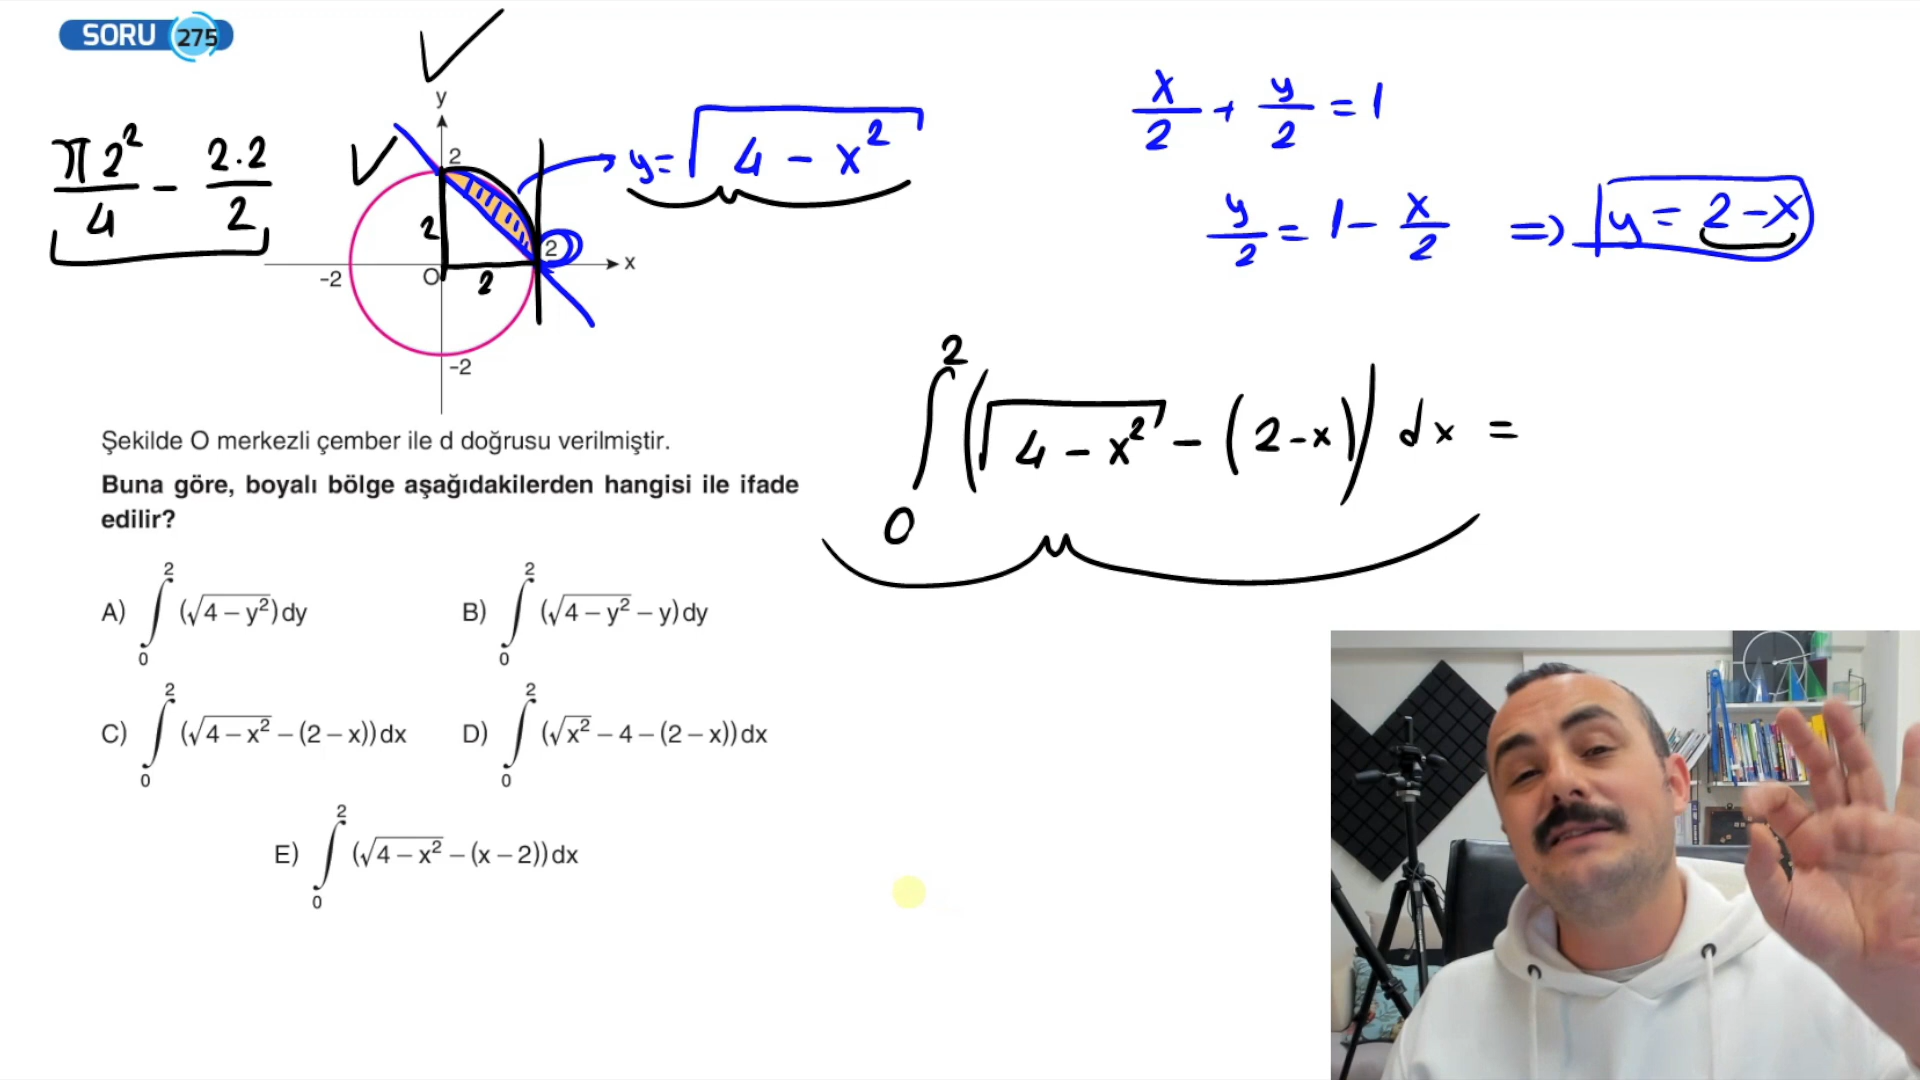 SORU 275
y
2
-2
O
2
x
-2
2
2
π2²/4 - 2.2/2
y=√(4-x²)
x/2 + y/2 = 1
y/2 = 1 - x/2 ⇒ y = 2-x
∫₀² (√(4-x²) - (2-x)) dx =
Şekilde O merkezli çember ile d doğrusu verilmiştir.
Buna göre, boyalı bölge aşağıdakilerden hangisi ile ifade
edilir?
A) ∫₀² (√(4-y²)) dy
B) ∫₀² (√(4-y²) - y) dy
C) ∫₀² (√(4-x²) - (2-x)) dx
D) ∫₀² (√x² - 4 - (2-x)) dx
E) ∫₀² (√(4-x²) - (x-2)) dx